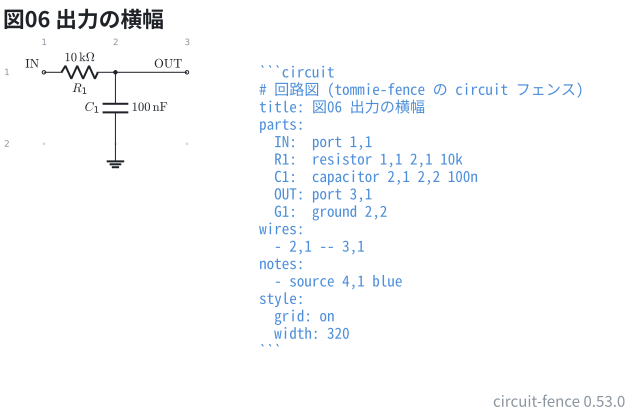 図06 出力の横幅
1 2 3
IN 10 kΩ OUT
1
R1
C1 100 nF
2
```circuit
# 回路図 (tommie-fence の circuit フェンス)
title: 図06 出力の横幅
parts:
  IN:  port 1,1
  R1:  resistor 1,1 2,1 10k
  C1:  capacitor 2,1 2,2 100n
  OUT: port 3,1
  G1:  ground 2,2
wires:
  - 2,1 -- 3,1
notes:
  - source 4,1 blue
style:
  grid: on
  width: 320
```
circuit-fence 0.53.0